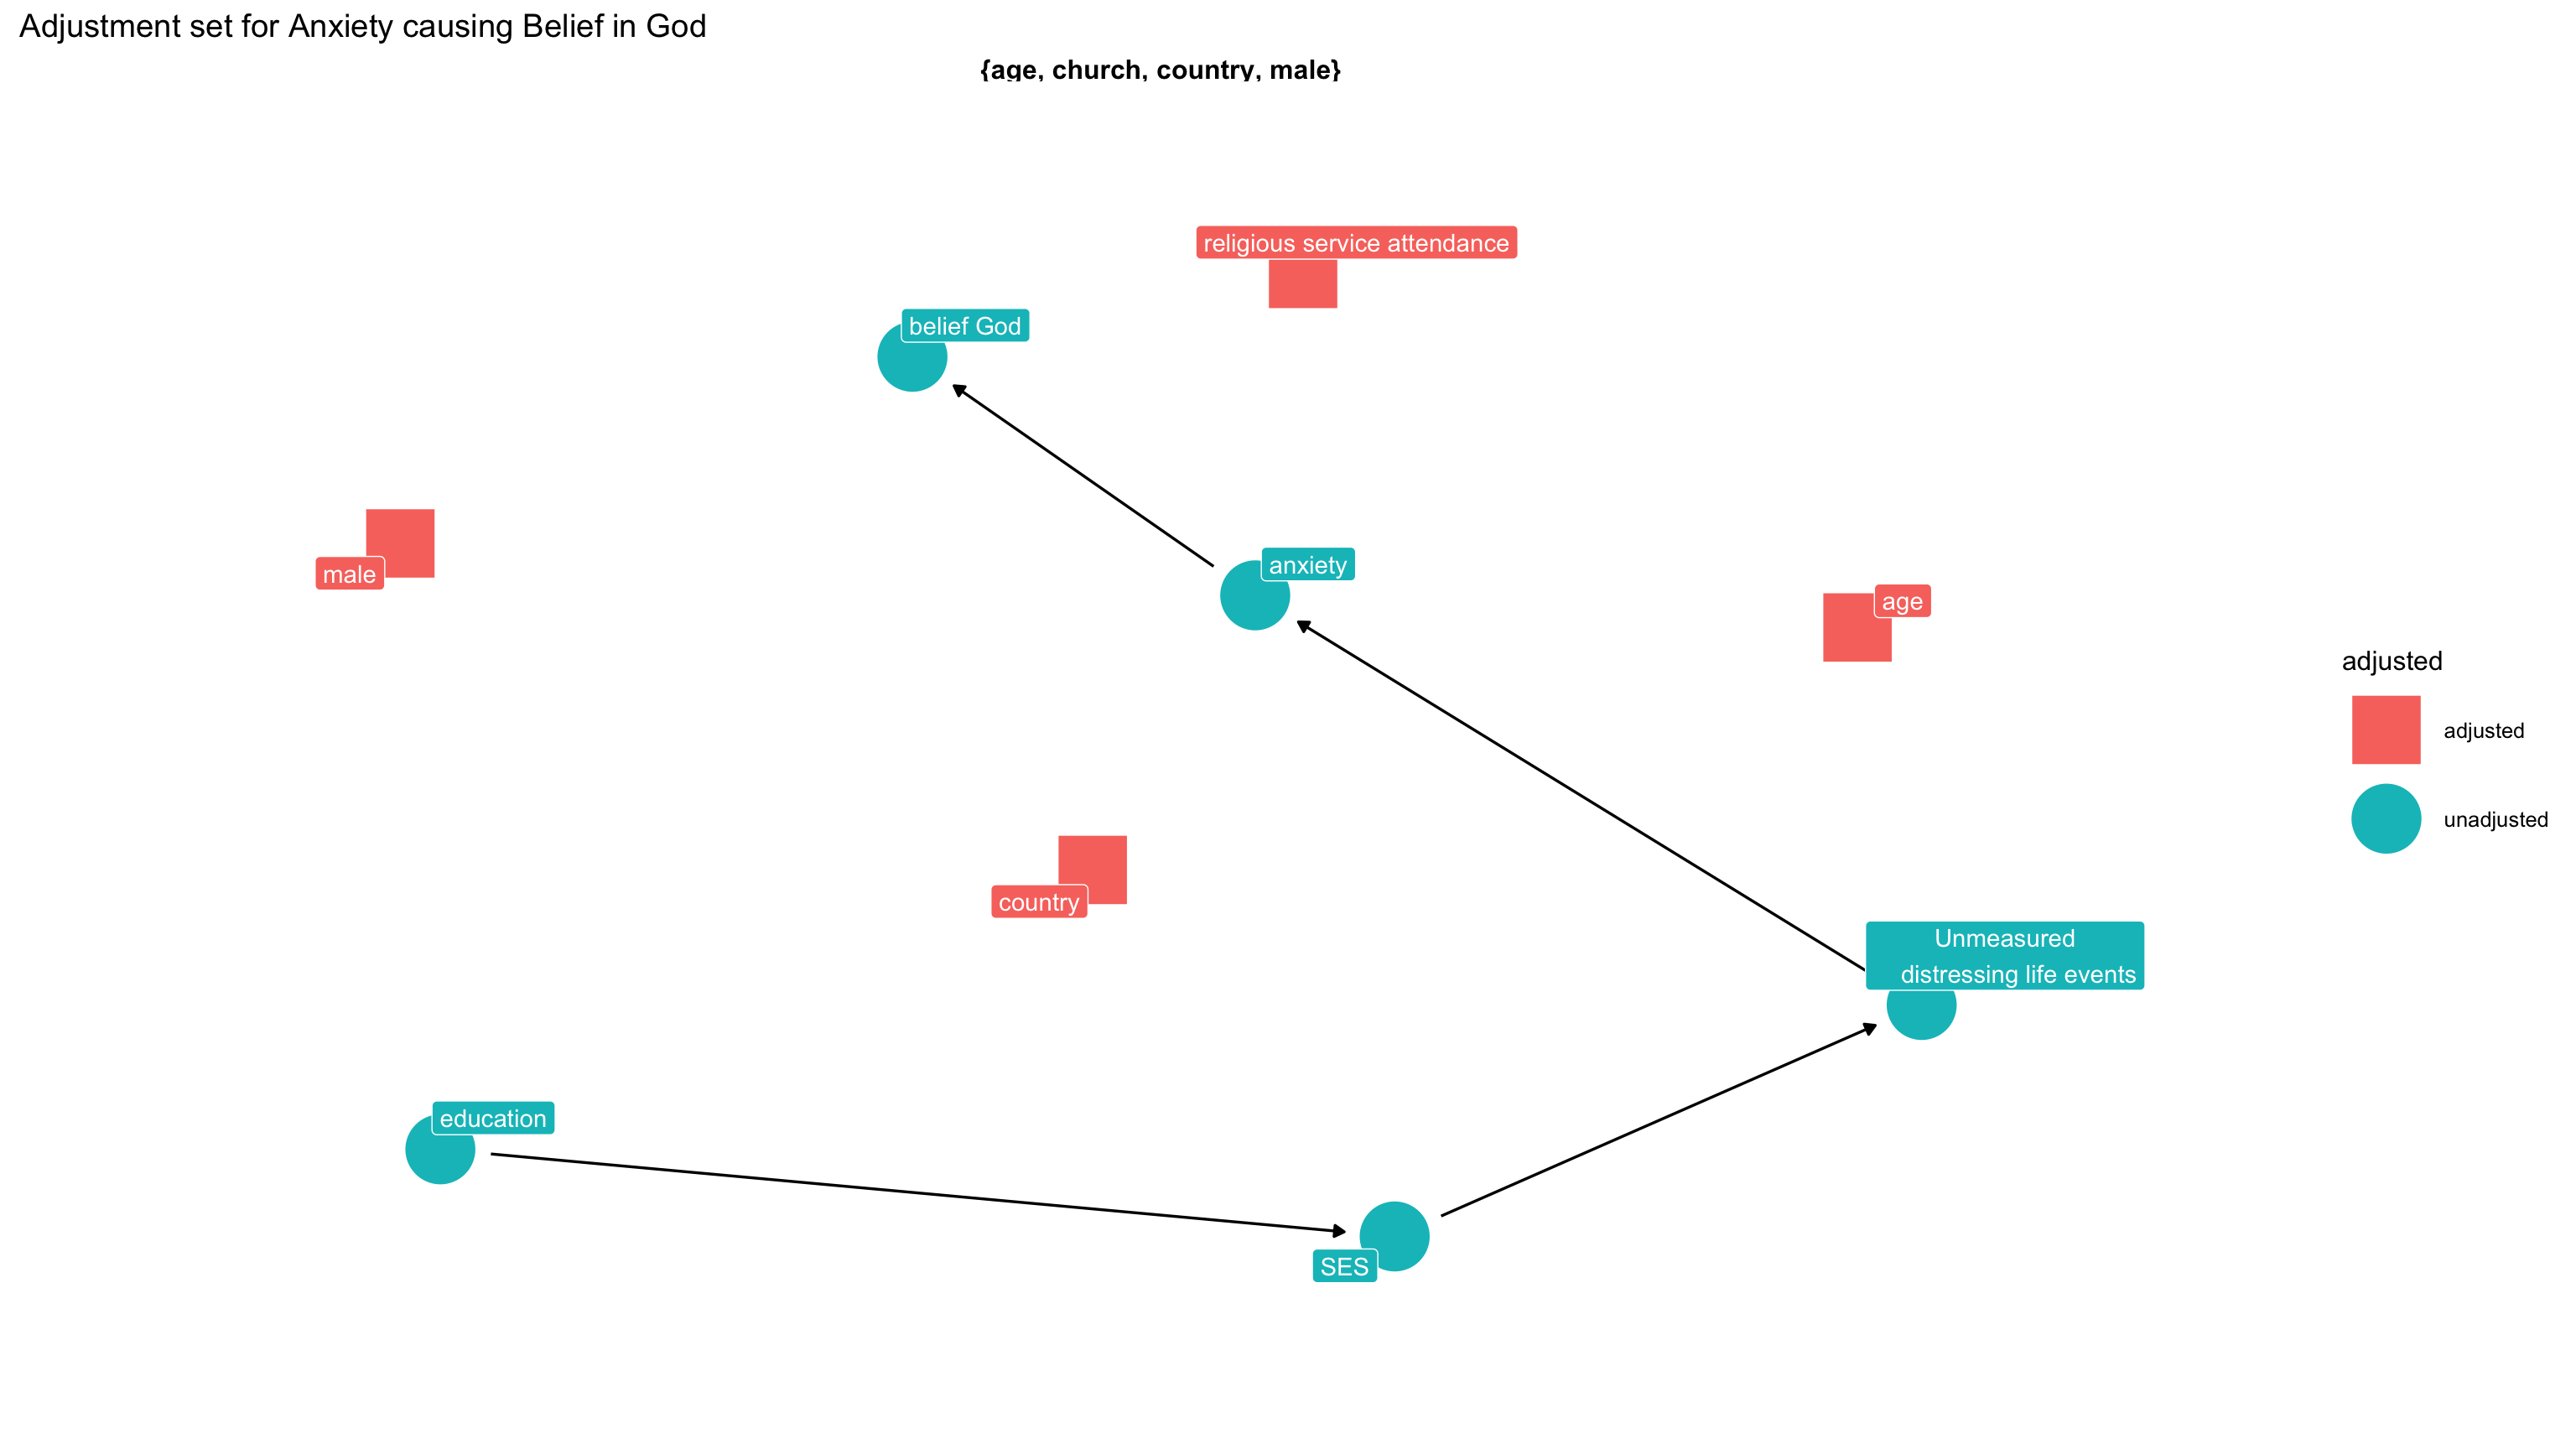 Adjustment set for Anxiety causing Belief in God
{age, church, country, male}
religious service attendance
belief God
male
anxiety
age
adjusted
adjusted
unadjusted
country
Unmeasured
distressing life events
education
SES